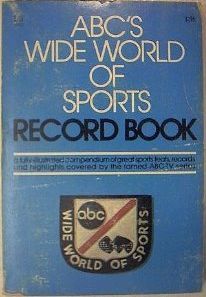 ABC'S
WIDE WORLD
OF
SPORTS
RECORD BOOK
a fully illustrated compendium of great sports feats, records
and highlights covered by the famed ABC-TV series
abc
WIDE WORLD OF SPORTS